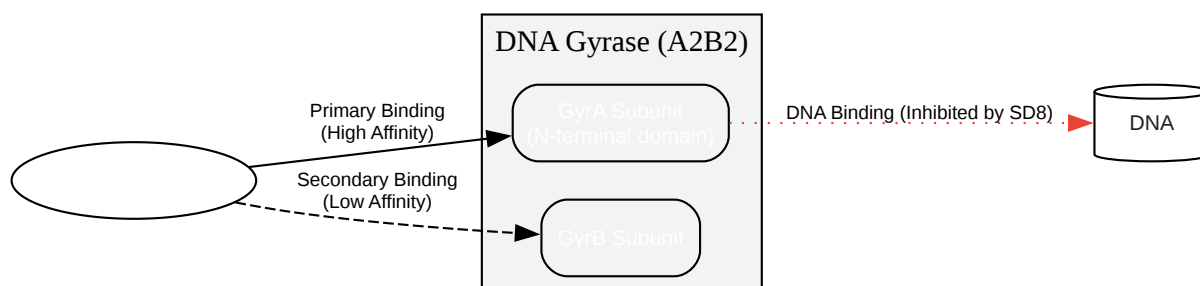 DNA Gyrase (A2B2)
Primary Binding
(High Affinity)
GyrA Subunit
(N-terminal domain)
DNA Binding (Inhibited by SD8)
DNA
Secondary Binding
(Low Affinity)
GyrB Subunit